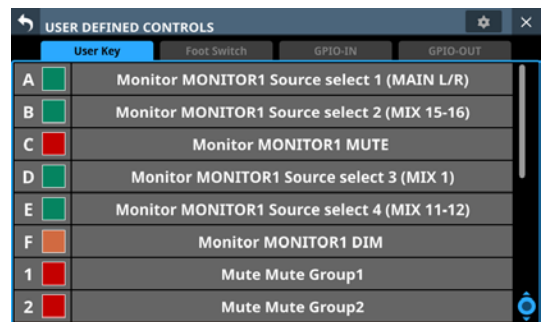 USER DEFINED CONTROLS
User Key Foot Switch GPIO-IN GPIO-OUT
A Monitor MONITOR1 Source select 1 (MAIN L/R)
B Monitor MONITOR1 Source select 2 (MIX 15-16)
C Monitor MONITOR1 MUTE
D Monitor MONITOR1 Source select 3 (MIX 1)
E Monitor MONITOR1 Source select 4 (MIX 11-12)
F Monitor MONITOR1 DIM
1 Mute Mute Group1
2 Mute Mute Group2